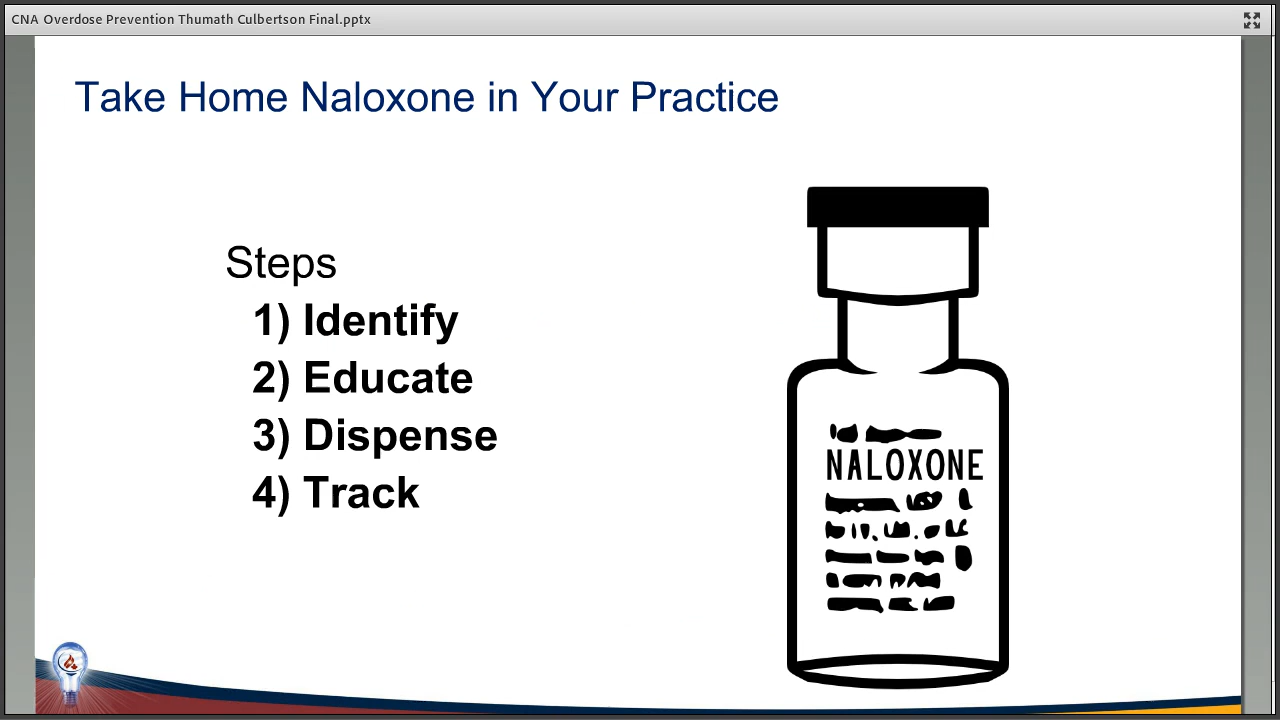 CNA Overdose Prevention Thumath Culbertson Final.pptx
Take Home Naloxone in Your Practice
Steps
1) Identify
2) Educate
3) Dispense
4) Track
NALOXONE